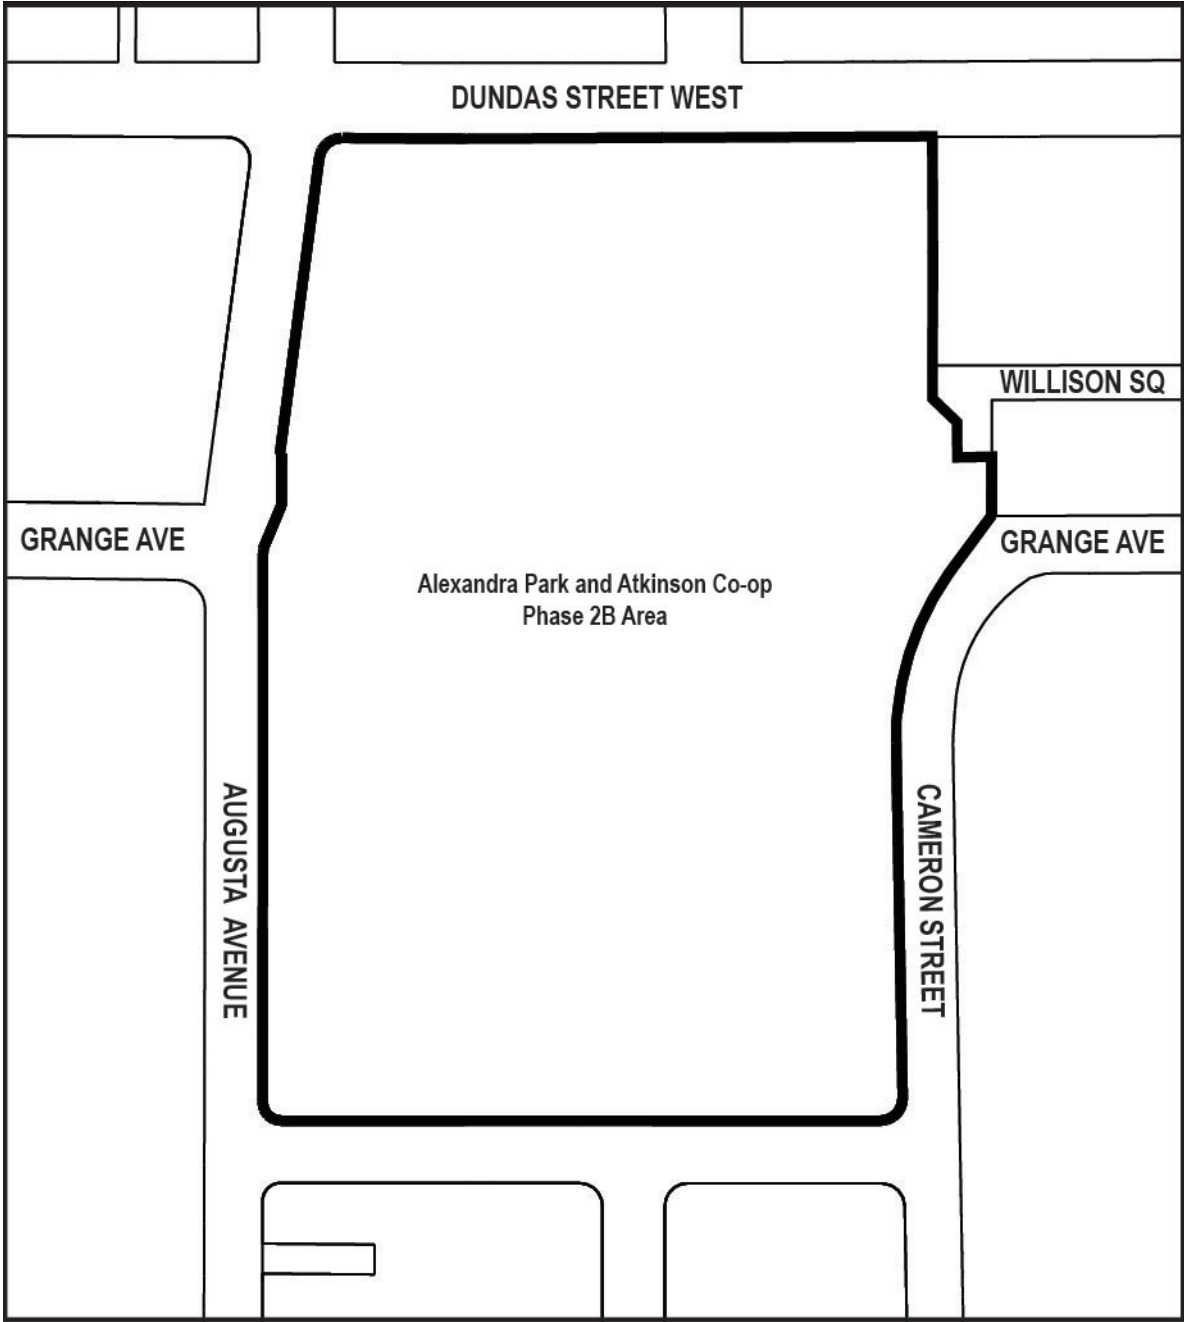 DUNDAS STREET WEST
WILLISON SQ
GRANGE AVE
GRANGE AVE
Alexandra Park and Atkinson Co-op
Phase 2B Area
AUGUSTA AVENUE
CAMERON STREET